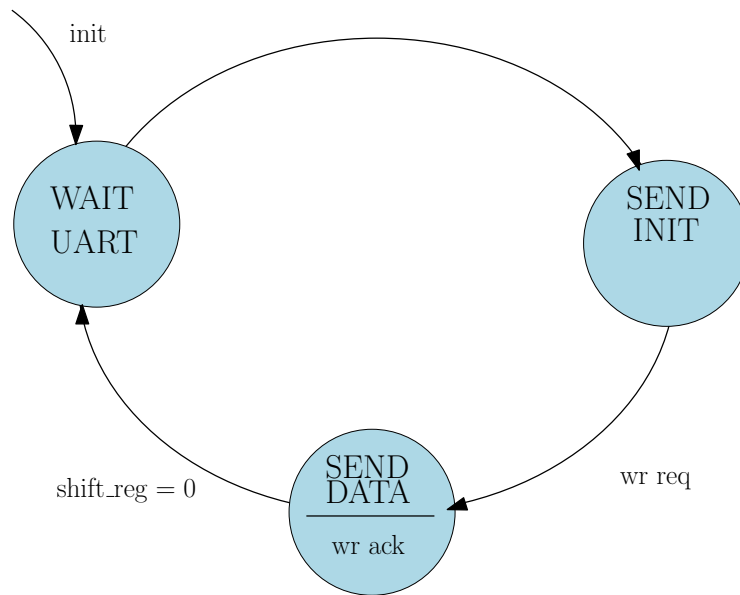 init
WAIT
UART
SEND
INIT
wr req
SEND
DATA
wr ack
shift_reg = 0